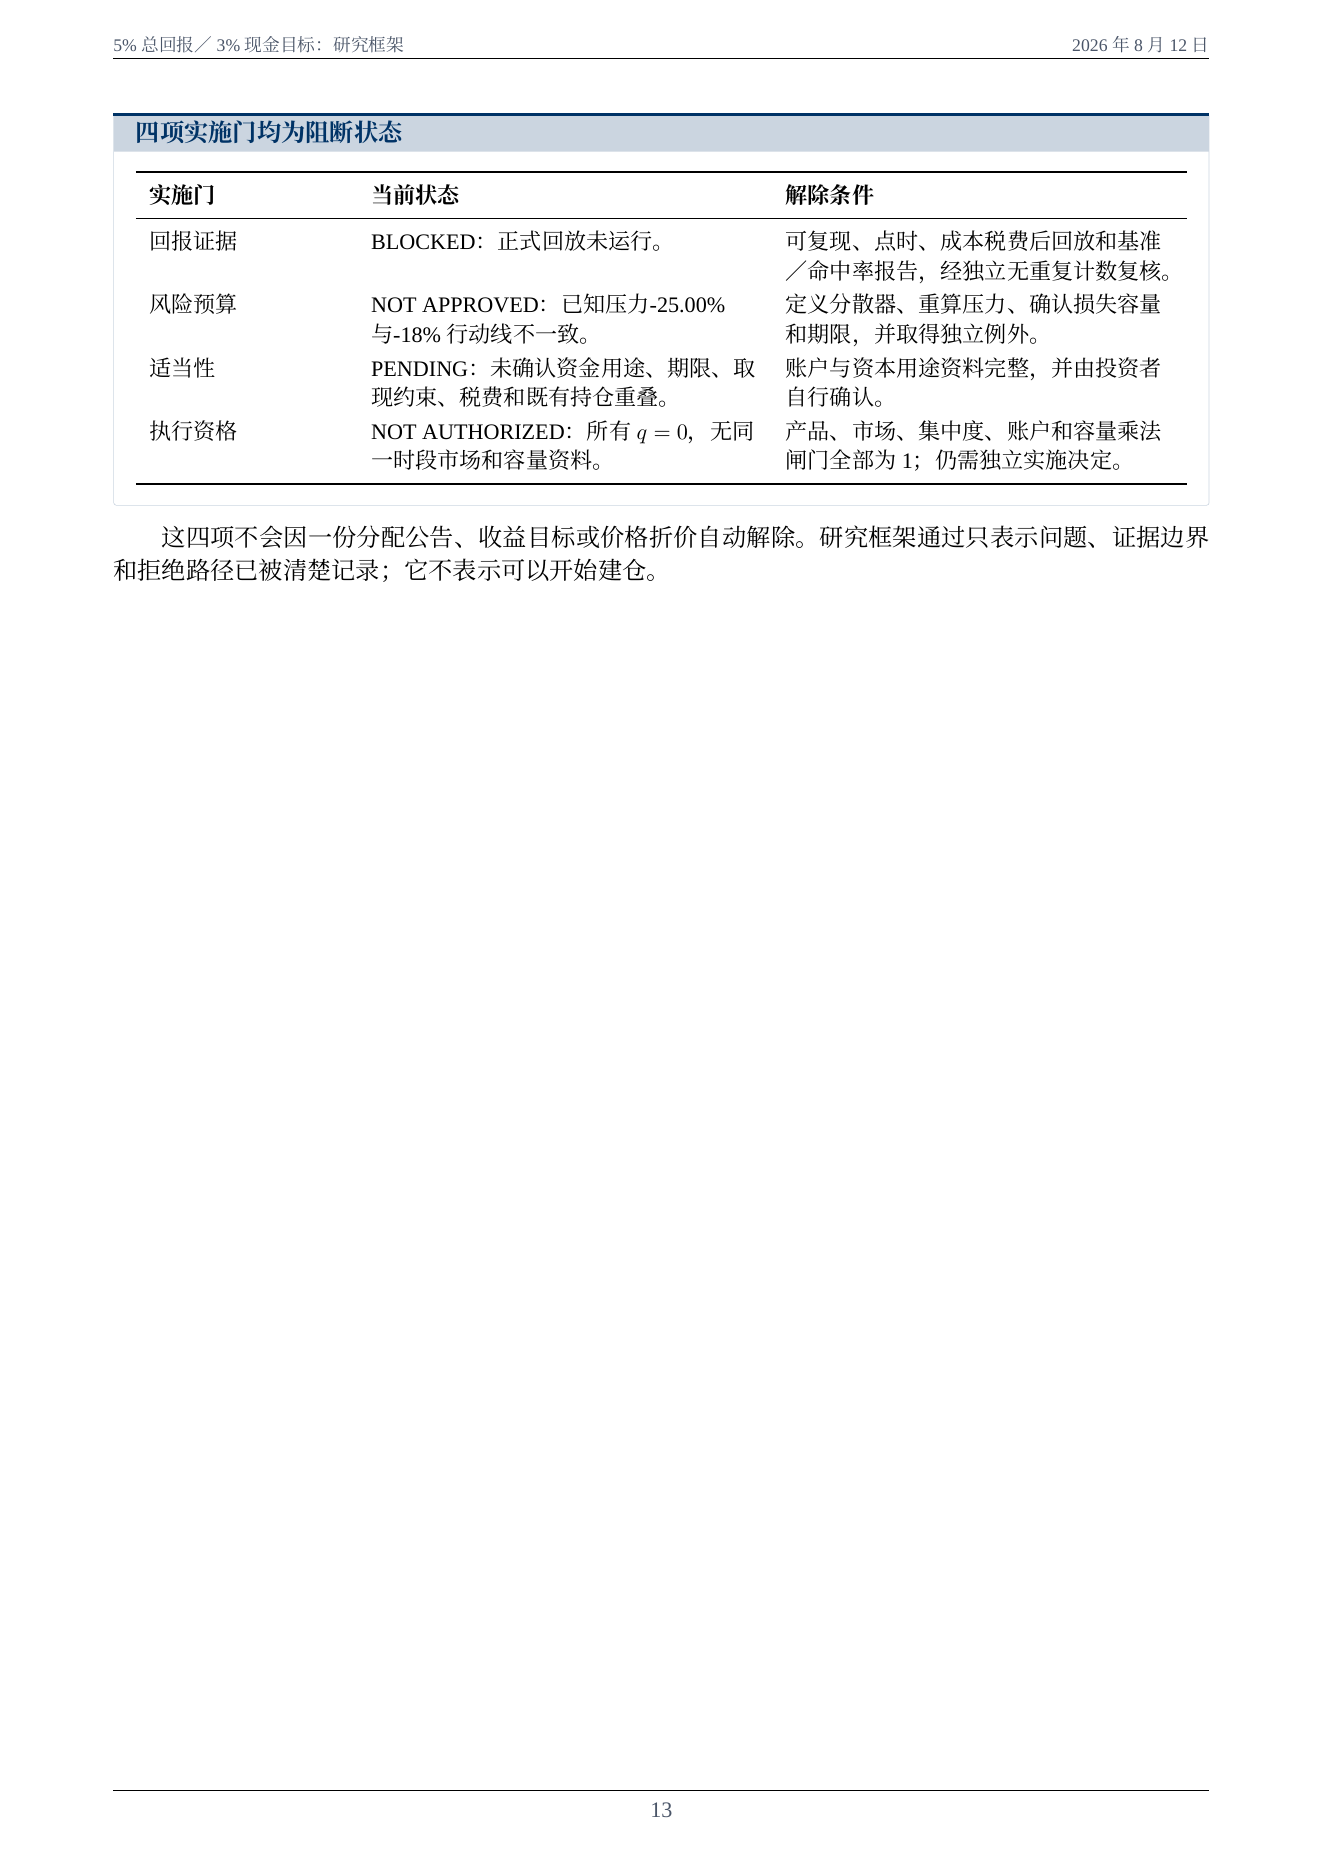 5% 总回报／ 3% 现金目标：研究框架 2026 年 8 月 12 日
四项实施门均为阻断状态
实施门 当前状态 解除条件
回报证据 BLOCKED：正式回放未运行。 可复现、点时、成本税费后回放和基准
／命中率报告，经独立无重复计数复核。
风险预算 NOT APPROVED：已知压力-25.00% 定义分散器、重算压力、确认损失容量
与-18% 行动线不一致。 和期限，并取得独立例外。
适当性 PENDING：未确认资金用途、期限、取 账户与资本用途资料完整，并由投资者
现约束、税费和既有持仓重叠。 自行确认。
执行资格 NOT AUTHORIZED：所有 q = 0，无同 产品、市场、集中度、账户和容量乘法
一时段市场和容量资料。 闸门全部为 1；仍需独立实施决定。
这四项不会因一份分配公告、收益目标或价格折价自动解除。研究框架通过只表示问题、证据边界
和拒绝路径已被清楚记录；它不表示可以开始建仓。
13